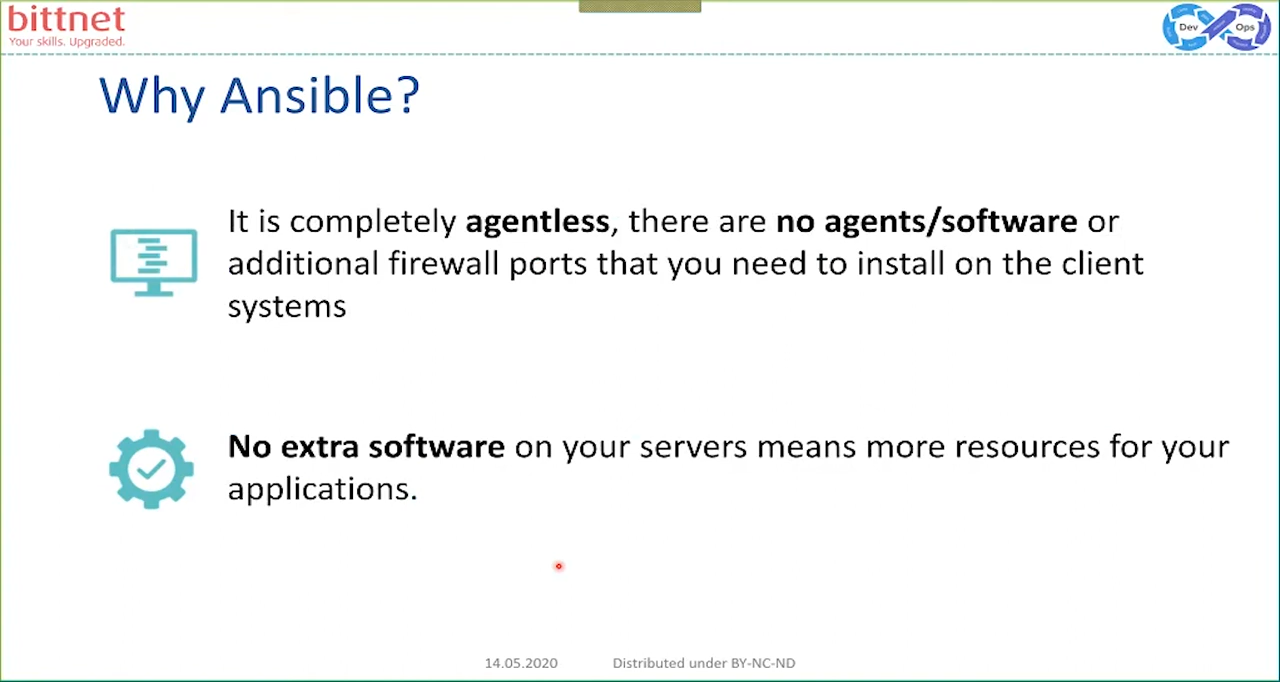 bittnet
Your skills. Upgraded.
Dev
Ops
Why Ansible?
It is completely agentless, there are no agents/software or
additional firewall ports that you need to install on the client
systems
No extra software on your servers means more resources for your
applications.
14.05.2020
Distributed under BY-NC-ND